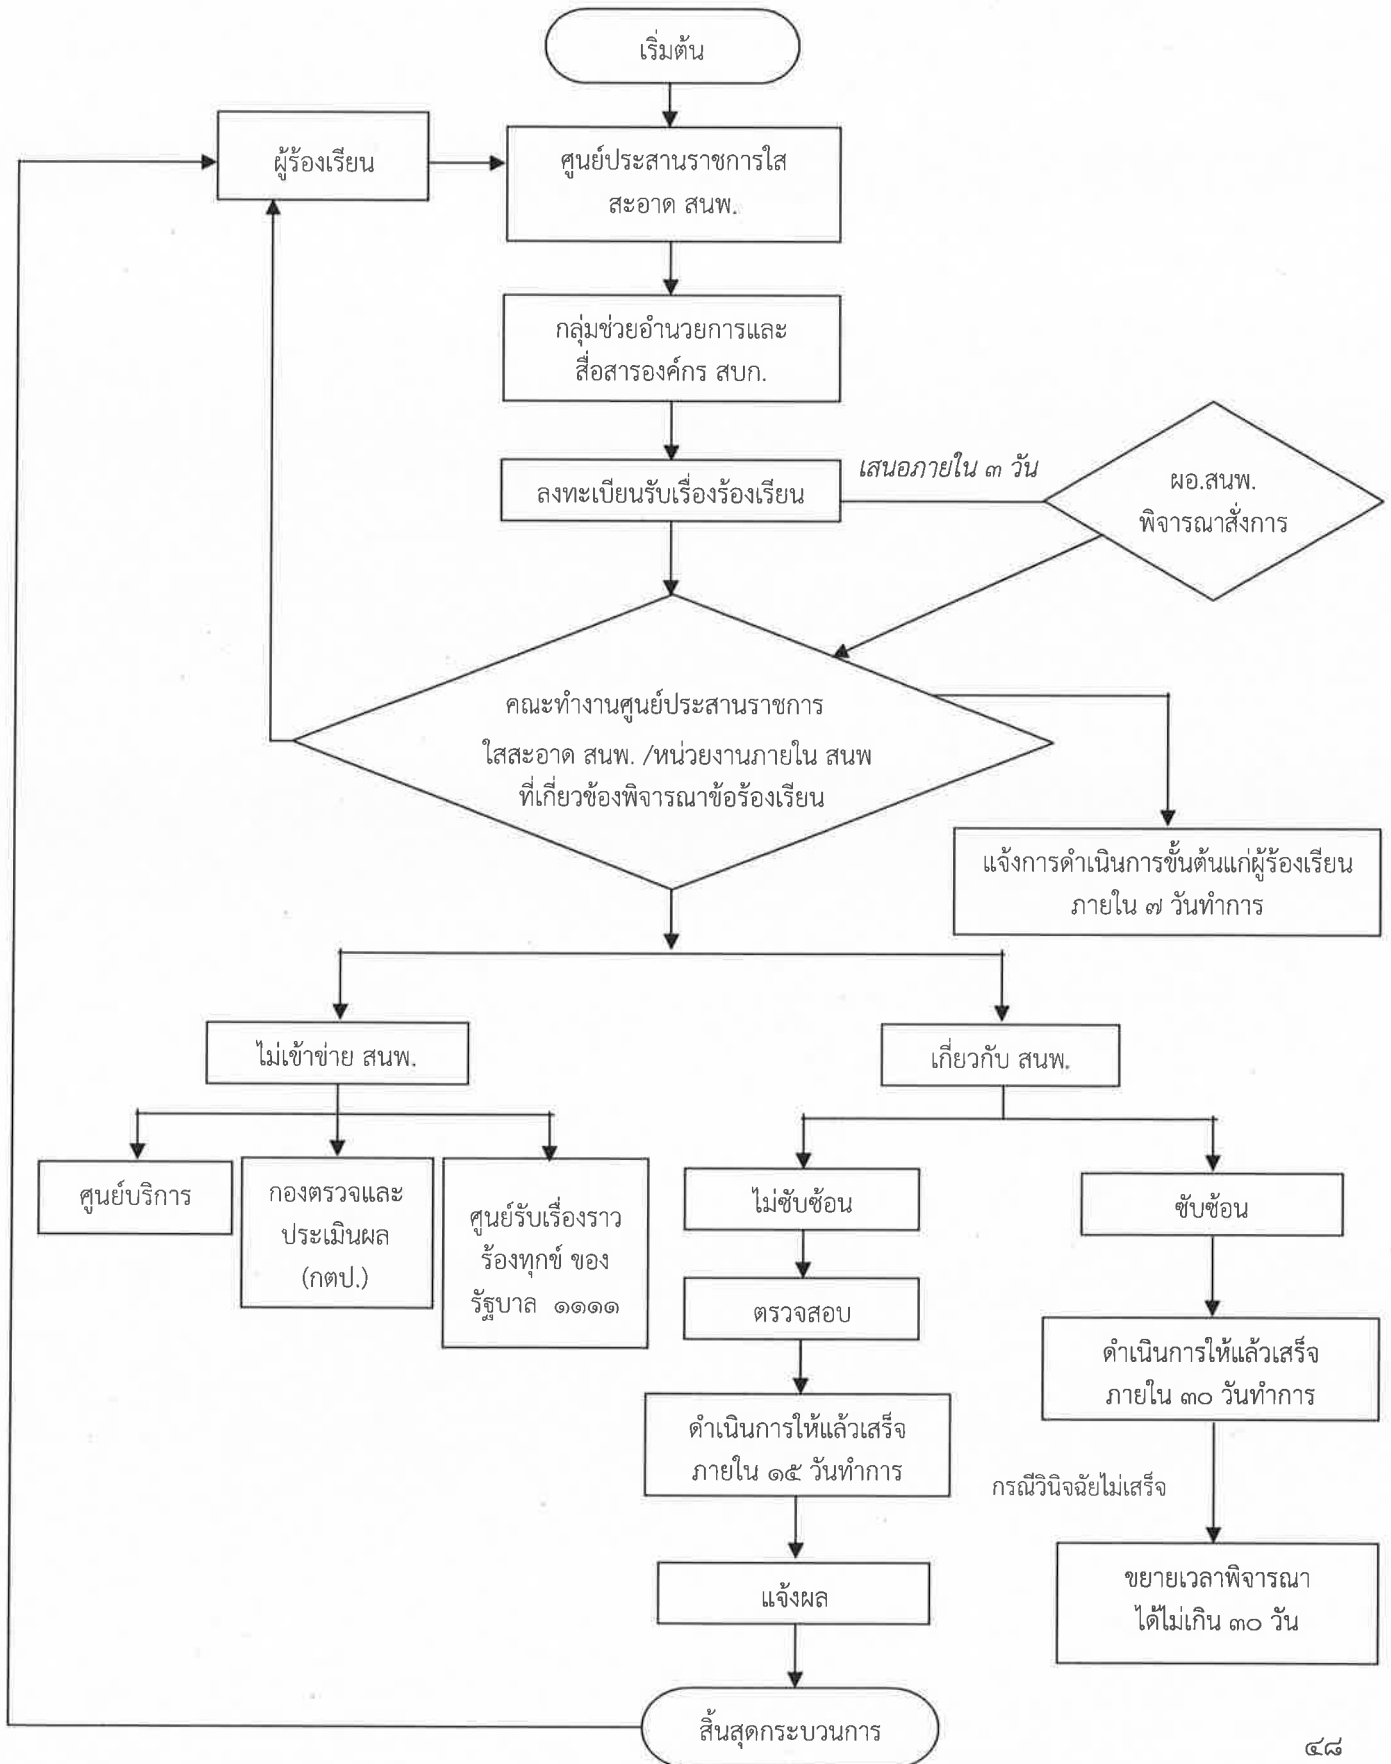 เริ่มต้น
ผู้ร้องเรียน
ศูนย์ประสานราชการใส
สะอาด สนพ.
กลุ่มช่วยอำนวยการและ
สื่อสารองค์กร สบก.
ลงทะเบียนรับเรื่องร้องเรียน
เสนอภายใน ๓ วัน
ผอ.สนพ.
พิจารณาสั่งการ
คณะทำงานศูนย์ประสานราชการ
ใสสะอาด สนพ. /หน่วยงานภายใน สนพ
ที่เกี่ยวข้องพิจารณาข้อร้องเรียน
แจ้งการดำเนินการขั้นต้นแก่ผู้ร้องเรียน
ภายใน ๗ วันทำการ
ไม่เข้าข่าย สนพ.
เกี่ยวกับ สนพ.
ศูนย์บริการ
กองตรวจและ
ประเมินผล
(กตป.)
ศูนย์รับเรื่องราว
ร้องทุกข์ ของ
รัฐบาล ๑๑๑๑
ไม่ซับซ้อน
ซับซ้อน
ตรวจสอบ
ดำเนินการให้แล้วเสร็จ
ภายใน ๓๐ วันทำการ
ดำเนินการให้แล้วเสร็จ
ภายใน ๑๕ วันทำการ
กรณีวินิจฉัยไม่เสร็จ
แจ้งผล
ขยายเวลาพิจารณา
ได้ไม่เกิน ๓๐ วัน
สิ้นสุดกระบวนการ
๔๘